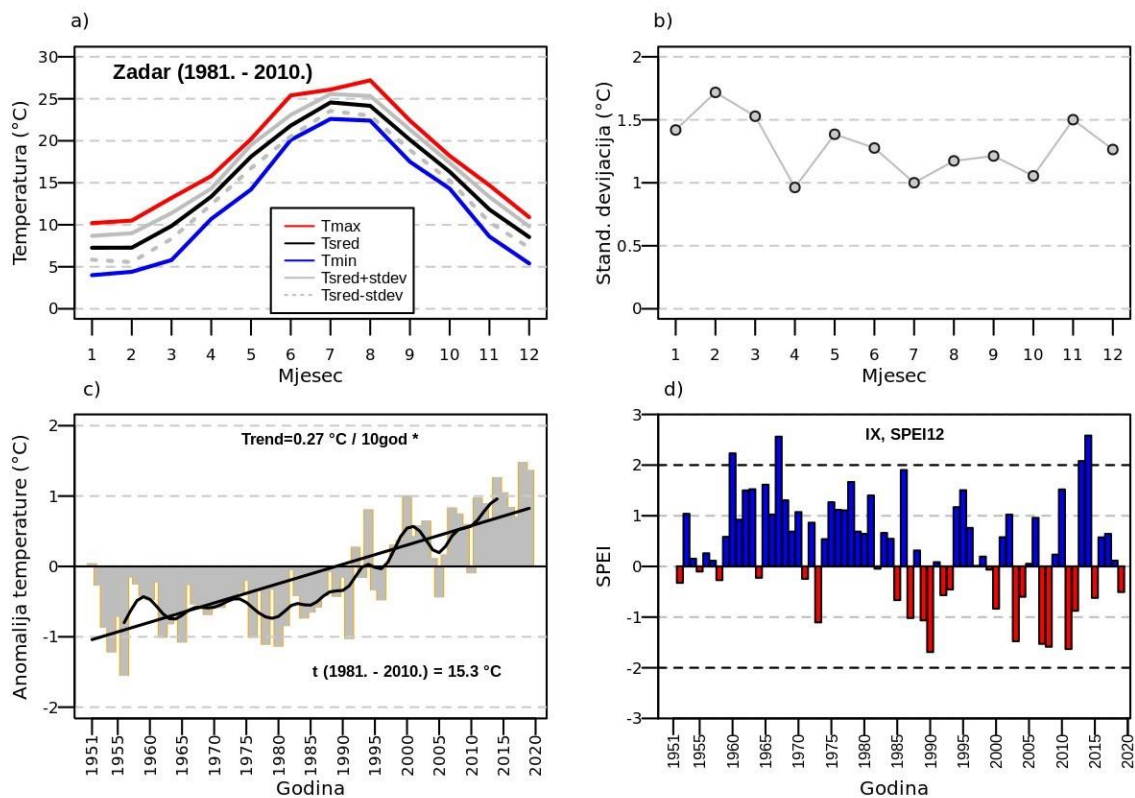 a)
Zadar (1981. - 2010.)
Temperatura (°C)
30
25
20
15
10
5
0
Tmax
Tsred
Tmin
Tsred+stdev
Tsred-stdev
1 2 3 4 5 6 7 8 9 10 11 12
Mjesec
b)
Stand. devijacija (°C)
2
1.5
1
0.5
0
1 2 3 4 5 6 7 8 9 10 11 12
Mjesec
c)
Trend=0.27 °C / 10god *
Anomalija temperature (°C)
2
1
0
-1
-2
t (1981. - 2010.) = 15.3 °C
1951 1955 1960 1965 1970 1975 1980 1985 1990 1995 2000 2005 2010 2015 2020
Godina
d)
IX, SPEI12
SPEI
3
2
1
0
-1
-2
-3
1951 1955 1960 1965 1970 1975 1980 1985 1990 1995 2000 2005 2010 2015 2020
Godina